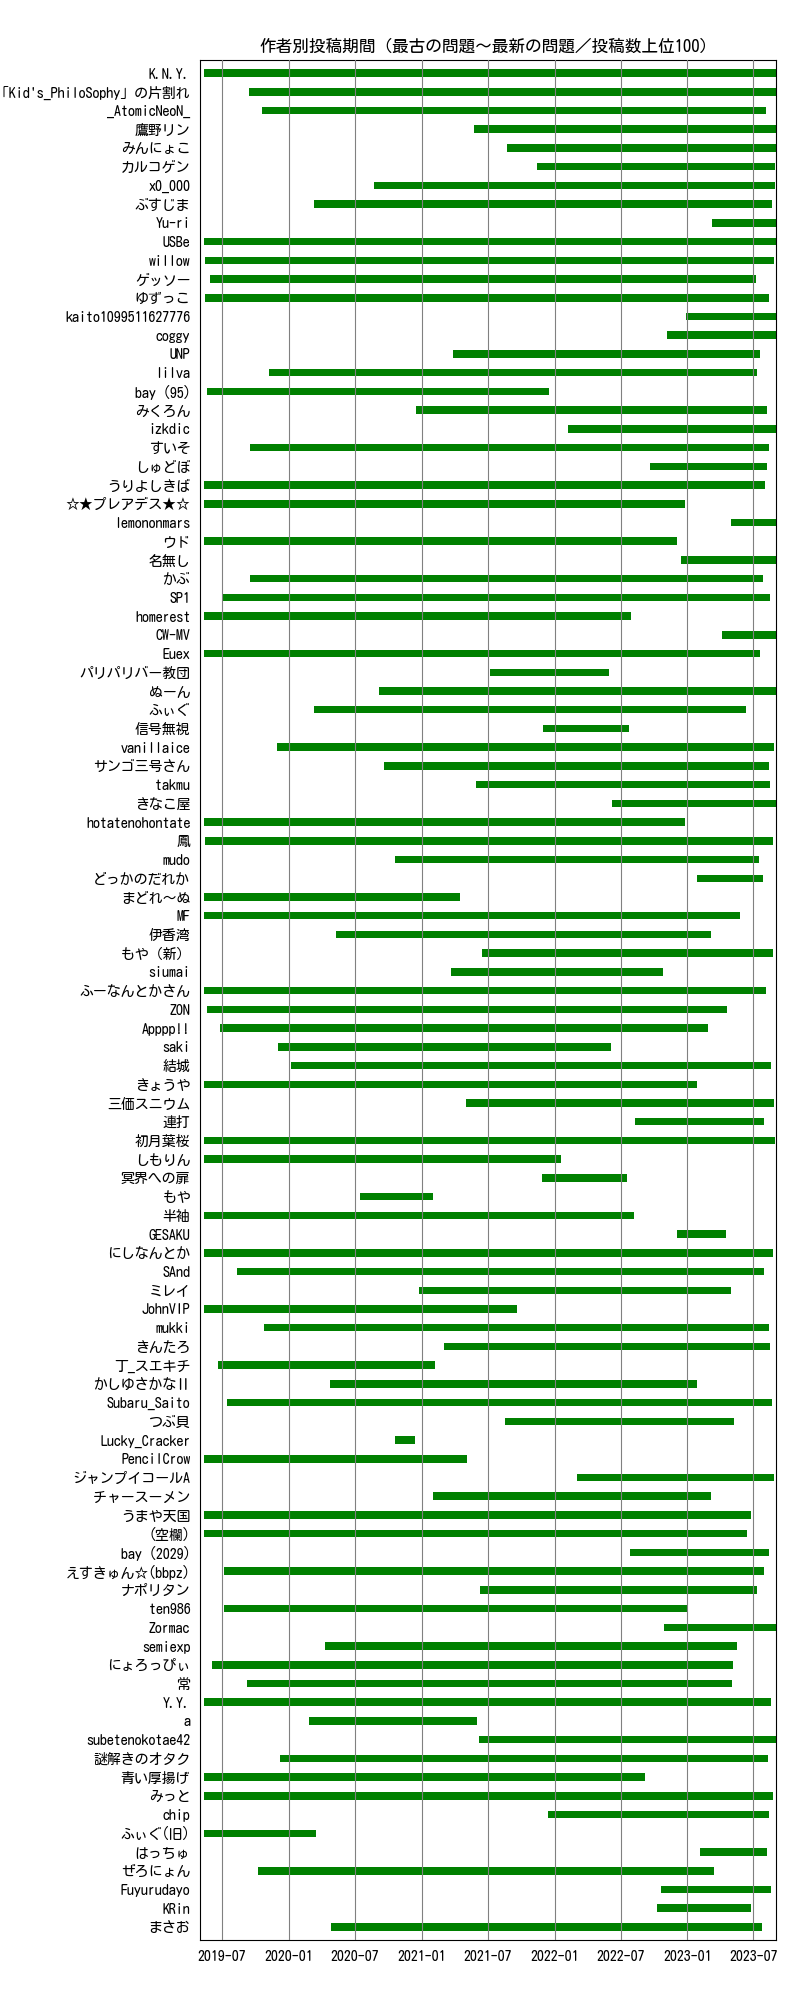 作者別投稿期間（最古の問題～最新の問題／投稿数上位100）
K.N.Y.
「Kid's_PhiloSophy」の片割れ
_AtomicNeoN_
鷹野リン
みんにょこ
カルコゲン
x0_000
ぷすじま
Yu-ri
USBe
willow
ゲッソー
ゆずっこ
kaito1099511627776
coggy
UNP
lilva
bay (95)
みくろん
izkdic
すいそ
しゅどぼ
うりよしきば
☆★プレアデス★☆
lemononmars
ウド
名無し
かぶ
SP1
homerest
CW-MV
Euex
パリパリバー教団
ぬーん
ふぃぐ
信号無視
vanillaice
サンゴ三号さん
takmu
きなこ屋
hotatenohontate
鳳
mudo
どっかのだれか
まどれ～ぬ
MF
伊香湾
もや（新）
siumai
ふーなんとかさん
ZON
Appppll
saki
結城
きょうや
三価スニウム
連打
初月葉桜
しもりん
冥界への扉
もや
半袖
GESAKU
にしなんとか
SAnd
ミレイ
JohnVIP
mukki
きんたろ
丁_スエキチ
かしゆさかなⅡ
Subaru_Saito
つぶ貝
Lucky_Cracker
PencilCrow
ジャンプイコールA
チャースーメン
うまや天国
(空欄)
bay (2029)
えすきゅん☆(bbpz)
ナポリタン
ten986
Zormac
semiexp
にょろっぴぃ
常
Y.Y.
a
subetenokotae42
謎解きのオタク
青い厚揚げ
みっと
chip
ふぃぐ(旧)
はっちゅ
ぜろにょん
Fuyurudayo
KRin
まさお
2019-07 2020-01 2020-07 2021-01 2021-07 2022-01 2022-07 2023-01 2023-07